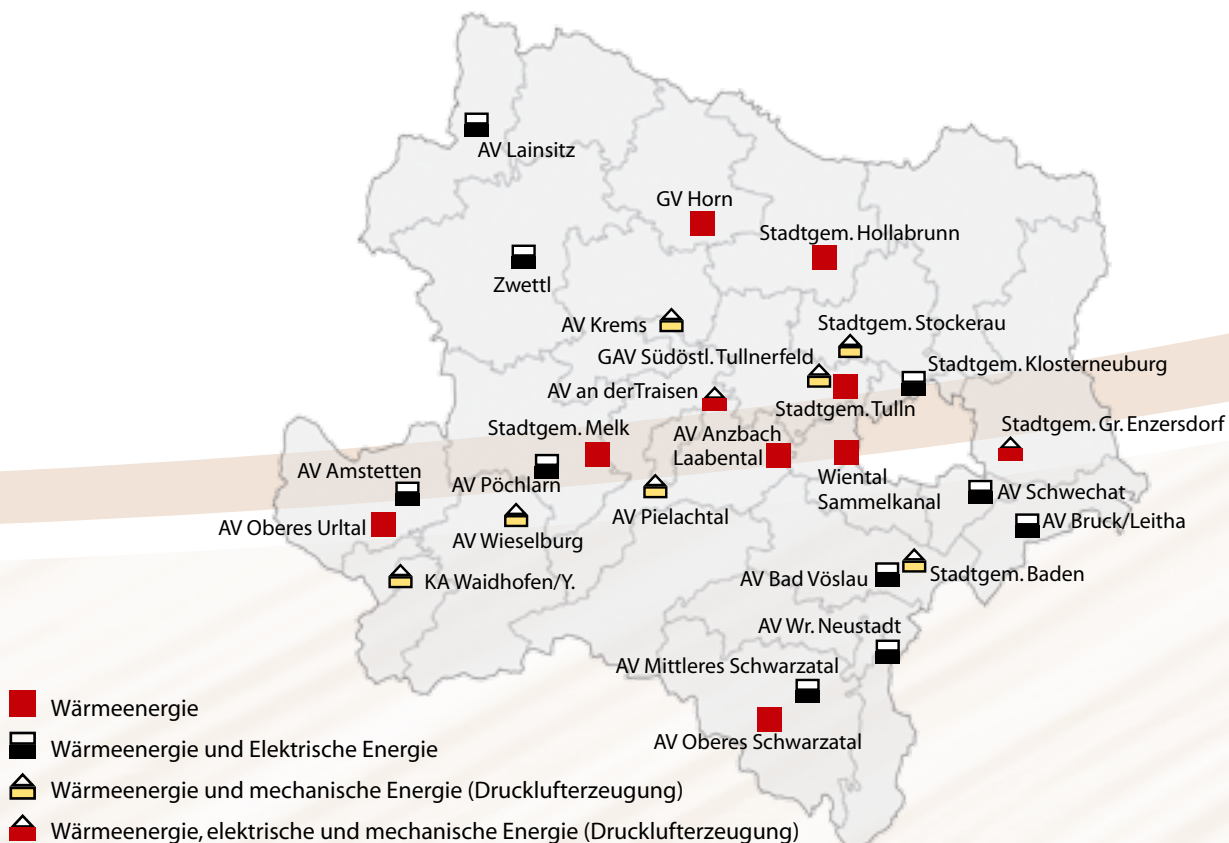 AV Lainsitz
GV Horn
Stadtgem. Hollabrunn
Zwettl
AV Krems
Stadtgem. Stockerau
GAV Südöstl. Tullnerfeld
Stadtgem. Klosterneuburg
AV an derTraisen
Stadtgem. Tulln
Stadtgem. Melk
AV Anzbach
Laabental
Stadtgem. Gr. Enzersdorf
AV Amstetten
AV Pöchlarn
Wiental
Sammelkanal
AV Schwechat
AV Oberes Urltal
AV Wieselburg
AV Pielachtal
AV Bruck/Leitha
KA Waidhofen/Y.
AV Bad Vöslau
Stadtgem. Baden
AV Wr. Neustadt
AV Mittleres Schwarzatal
AV Oberes Schwarzatal
Wärmeenergie
Wärmeenergie und Elektrische Energie
Wärmeenergie und mechanische Energie (Drucklufterzeugung)
Wärmeenergie, elektrische und mechanische Energie (Drucklufterzeugung)